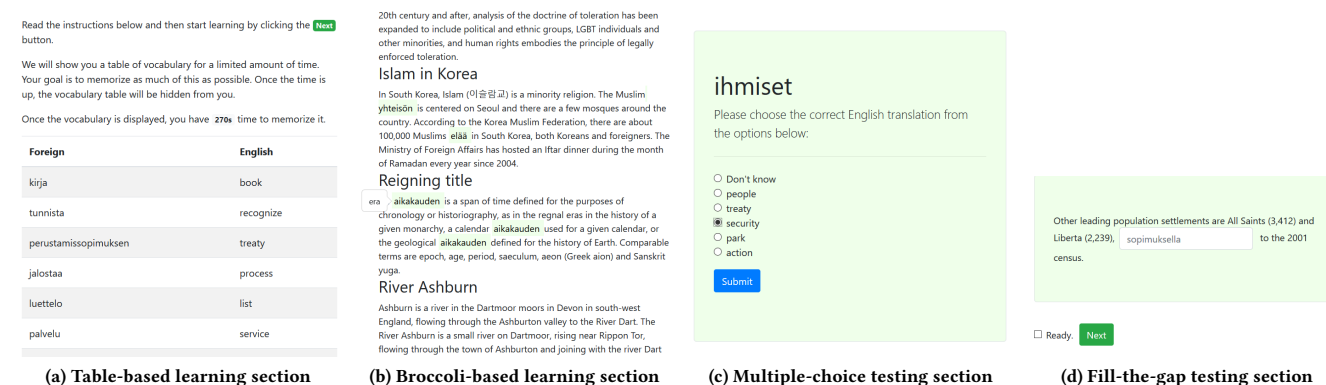 Read the instructions below and then start learning by clicking the Next
button.
We will show you a table of vocabulary for a limited amount of time.
Your goal is to memorize as much of this as possible. Once the time is
up, the vocabulary table will be hidden from you.
Once the vocabulary is displayed, you have 270s time to memorize it.
Foreign English
kirja book
tunnista recognize
perustamissopimuksen treaty
jalostaa process
luettelo list
palvelu service
(a) Table-based learning section
20th century and after, analysis of the doctrine of toleration has been
expanded to include political and ethnic groups, LGBT individuals and
other minorities, and human rights embodies the principle of legally
enforced toleration.
Islam in Korea
In South Korea, Islam (이슬람교) is a minority religion. The Muslim
yhteisön is centered on Seoul and there are a few mosques around the
country. According to the Korea Muslim Federation, there are about
100,000 Muslims elää in South Korea, both Koreans and foreigners. The
Ministry of Foreign Affairs has hosted an Iftar dinner during the month
of Ramadan every year since 2004.
Reigning title
era aikakauden is a span of time defined for the purposes of
chronology or historiography, as in the regnal eras in the history of a
given monarchy, a calendar aikakauden used for a given calendar, or
the geological aikakauden defined for the history of Earth. Comparable
terms are epoch, age, period, saeculum, aeon (Greek aion) and Sanskrit
yuga.
River Ashburn
Ashburn is a river in the Dartmoor moors in Devon in south-west
England, flowing through the Ashburton valley to the River Dart. The
River Ashburn is a small river on Dartmoor, rising near Rippon Tor,
flowing through the town of Ashburton and joining with the river Dart
(b) Broccoli-based learning section
ihmiset
Please choose the correct English translation from
the options below:
Don't know
people
treaty
security
park
action
Submit
(c) Multiple-choice testing section
Other leading population settlements are All Saints (3,412) and
Liberta (2,239), sopimuksella to the 2001
census.
Ready. Next
(d) Fill-the-gap testing section